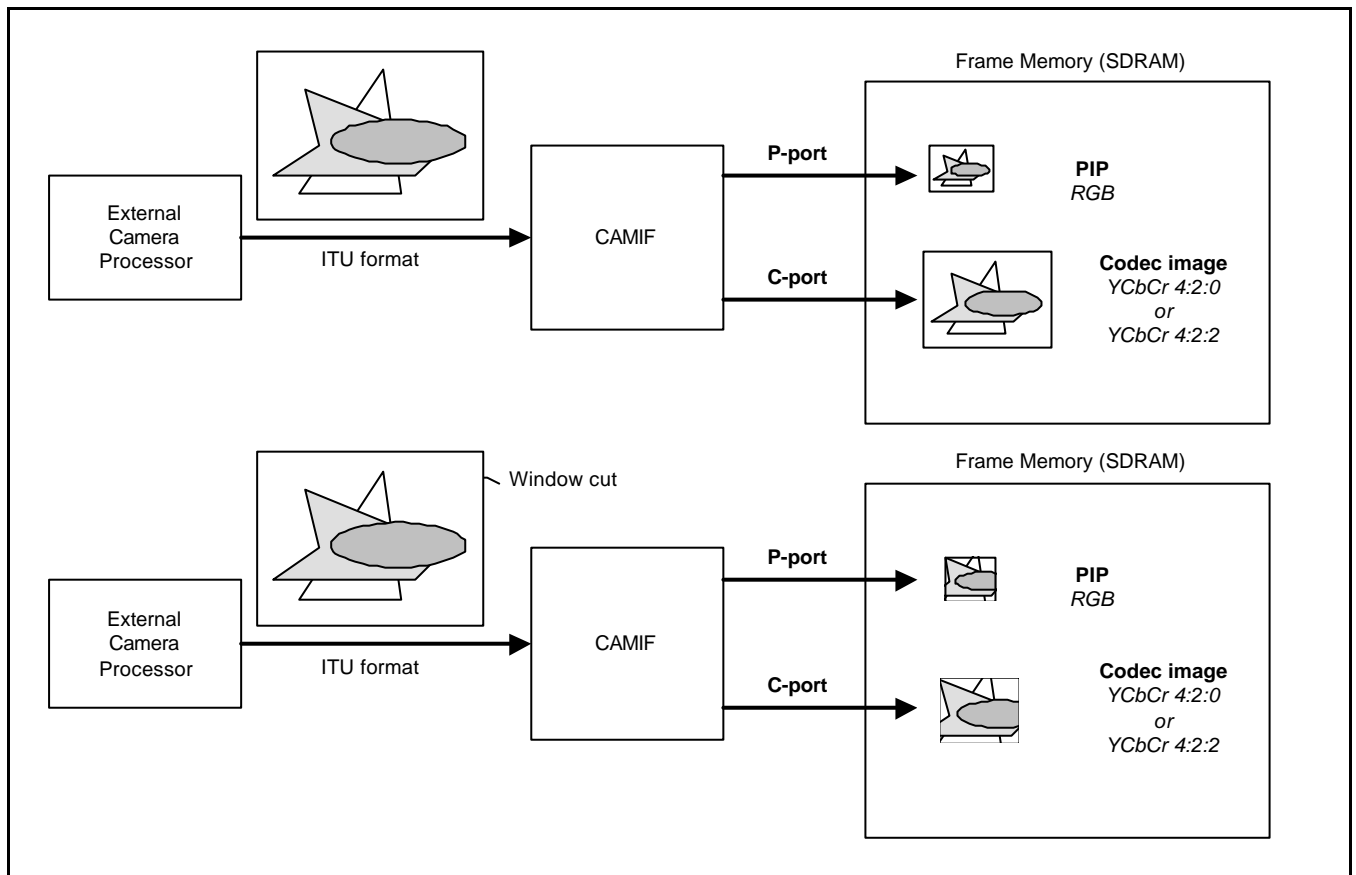 Frame Memory (SDRAM)
External
Camera
Processor
ITU format
CAMIF
P-port
C-port
PIP
RGB
Codec image
YCbCr 4:2:0
or
YCbCr 4:2:2
Frame Memory (SDRAM)
Window cut
External
Camera
Processor
ITU format
CAMIF
P-port
C-port
PIP
RGB
Codec image
YCbCr 4:2:0
or
YCbCr 4:2:2